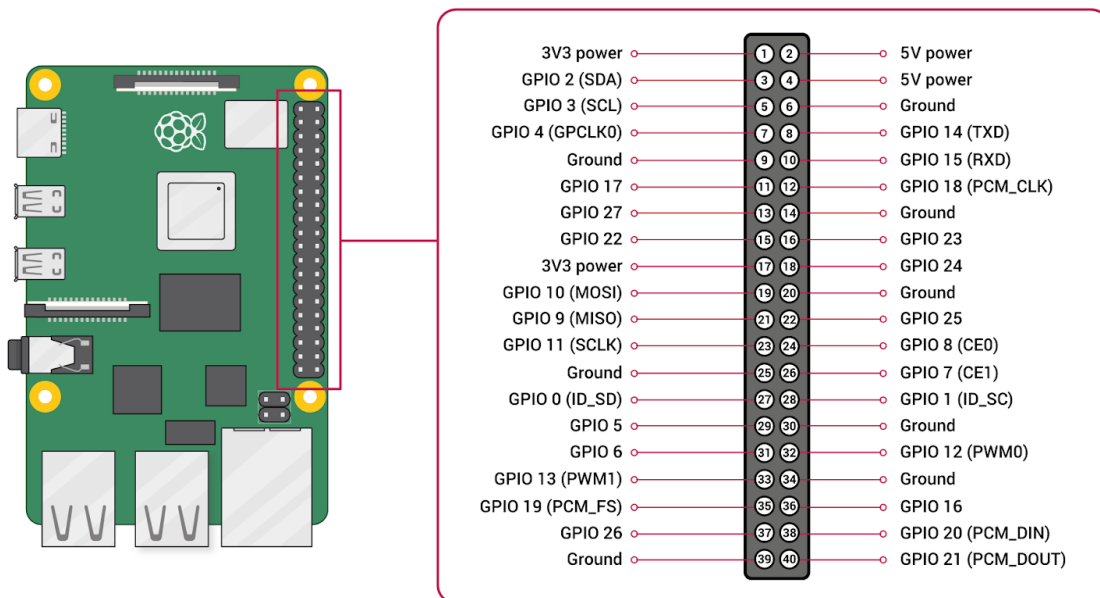 3V3 power 1 2 5V power
GPIO 2 (SDA) 3 4 5V power
GPIO 3 (SCL) 5 6 Ground
GPIO 4 (GPCLK0) 7 8 GPIO 14 (TXD)
Ground 9 10 GPIO 15 (RXD)
GPIO 17 11 12 GPIO 18 (PCM_CLK)
GPIO 27 13 14 Ground
GPIO 22 15 16 GPIO 23
3V3 power 17 18 GPIO 24
GPIO 10 (MOSI) 19 20 Ground
GPIO 9 (MISO) 21 22 GPIO 25
GPIO 11 (SCLK) 23 24 GPIO 8 (CE0)
Ground 25 26 GPIO 7 (CE1)
GPIO 0 (ID_SD) 27 28 GPIO 1 (ID_SC)
GPIO 5 29 30 Ground
GPIO 6 31 32 GPIO 12 (PWM0)
GPIO 13 (PWM1) 33 34 Ground
GPIO 19 (PCM_FS) 35 36 GPIO 16
GPIO 26 37 38 GPIO 20 (PCM_DIN)
Ground 39 40 GPIO 21 (PCM_DOUT)